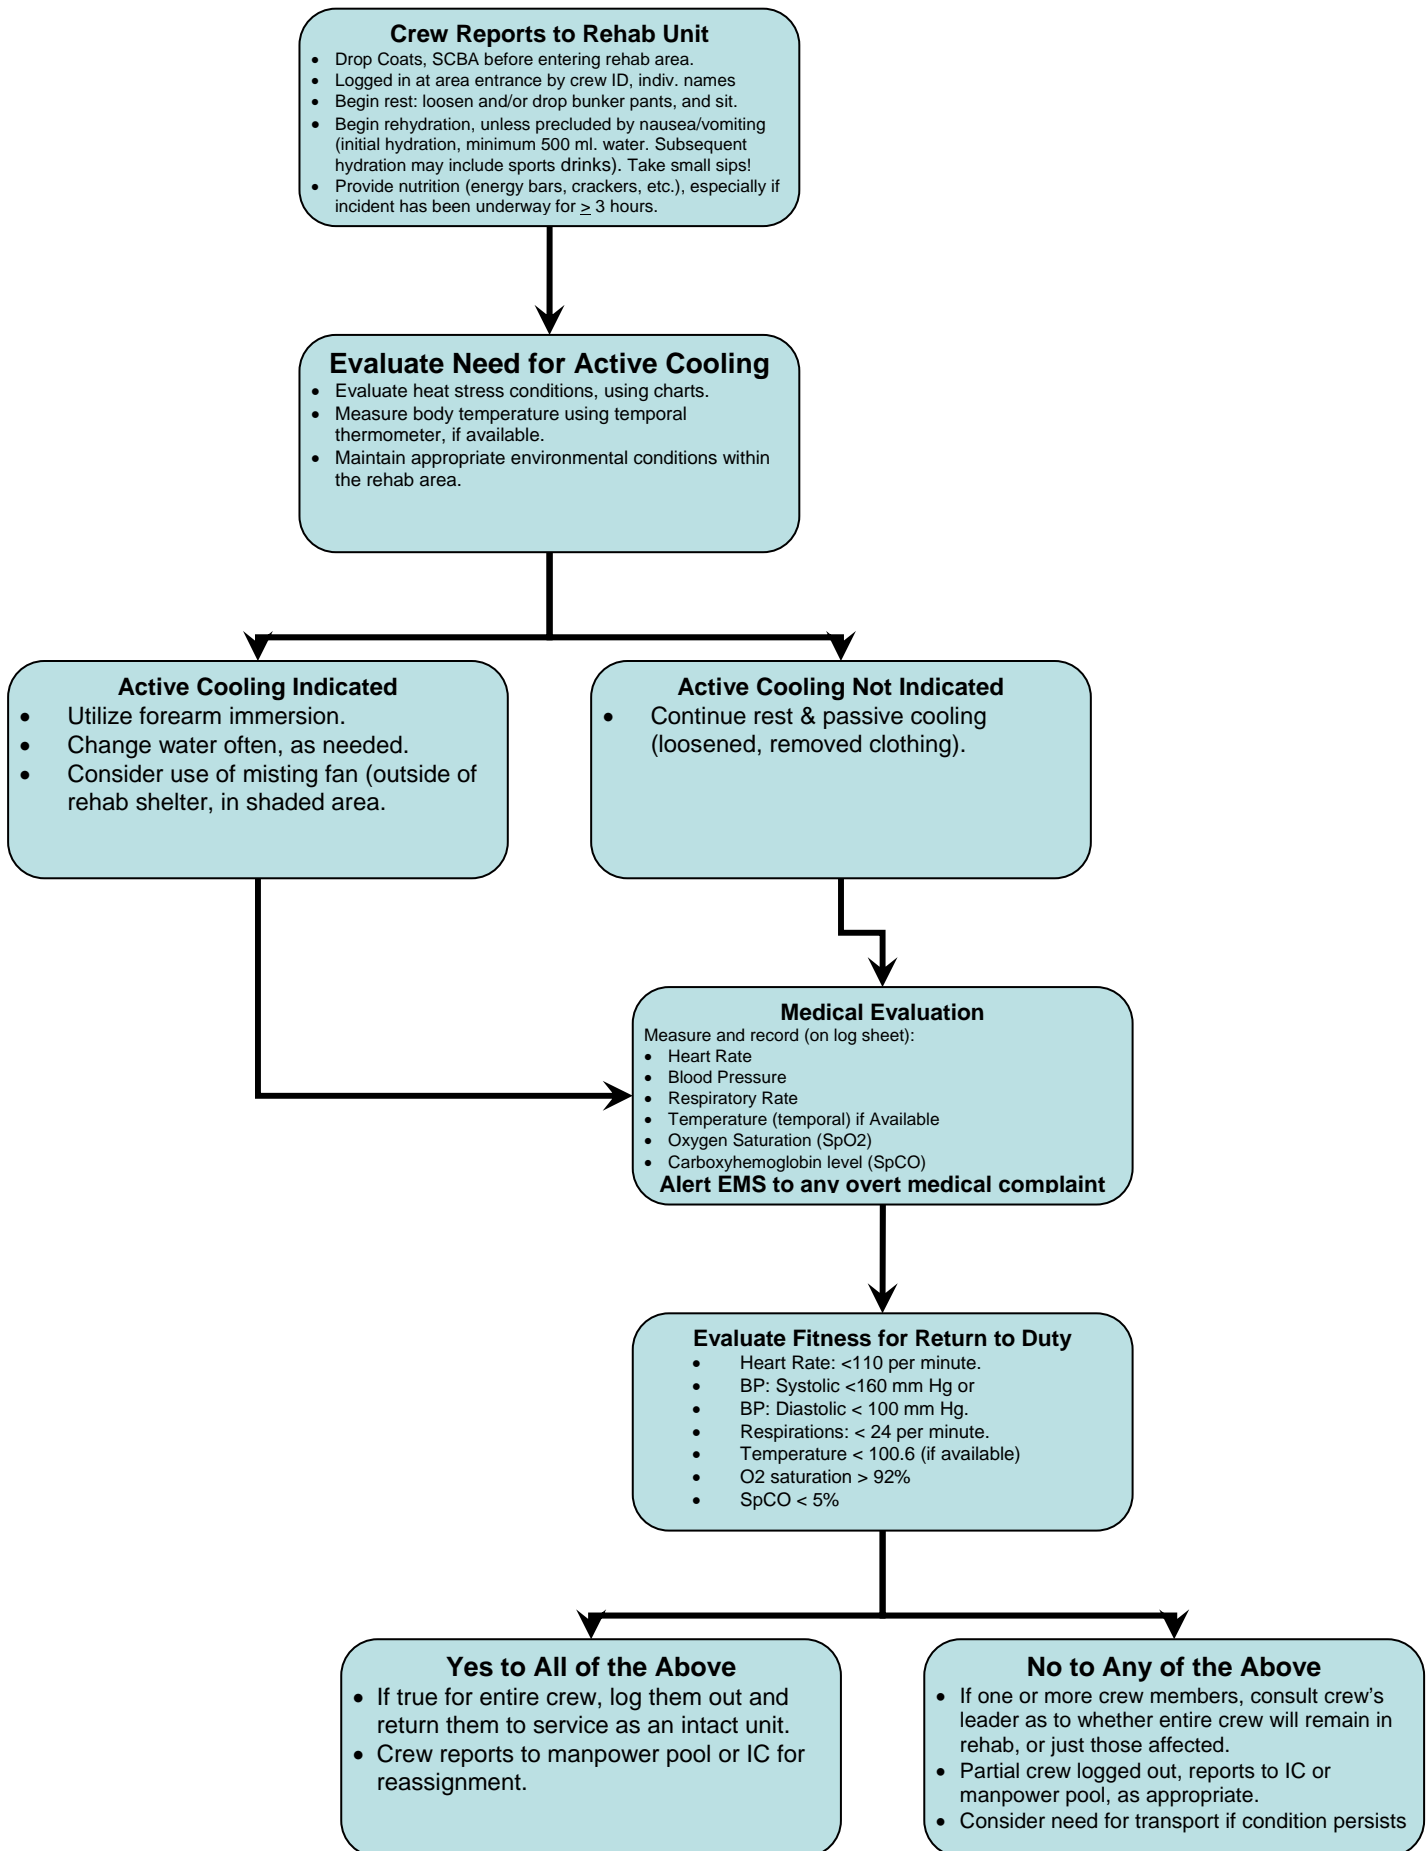 Crew Reports to Rehab Unit
• Drop Coats, SCBA before entering rehab area.
• Logged in at area entrance by crew ID, indiv. names
• Begin rest: loosen and/or drop bunker pants, and sit.
• Begin rehydration, unless precluded by nausea/vomiting
(initial hydration, minimum 500 ml. water. Subsequent
hydration may include sports drinks). Take small sips!
• Provide nutrition (energy bars, crackers, etc.), especially if
incident has been underway for ≥ 3 hours.
Evaluate Need for Active Cooling
• Evaluate heat stress conditions, using charts.
• Measure body temperature using temporal
thermometer, if available.
• Maintain appropriate environmental conditions within
the rehab area.
Active Cooling Indicated
• Utilize forearm immersion.
• Change water often, as needed.
• Consider use of misting fan (outside of
rehab shelter, in shaded area.
Active Cooling Not Indicated
• Continue rest & passive cooling
(loosened, removed clothing).
Medical Evaluation
Measure and record (on log sheet):
• Heart Rate
• Blood Pressure
• Respiratory Rate
• Temperature (temporal) if Available
• Oxygen Saturation (SpO2)
• Carboxyhemoglobin level (SpCO)
Alert EMS to any overt medical complaint
Evaluate Fitness for Return to Duty
• Heart Rate: <110 per minute.
• BP: Systolic <160 mm Hg or
• BP: Diastolic < 100 mm Hg.
• Respirations: < 24 per minute.
• Temperature < 100.6 (if available)
• O2 saturation > 92%
• SpCO < 5%
Yes to All of the Above
• If true for entire crew, log them out and
return them to service as an intact unit.
• Crew reports to manpower pool or IC for
reassignment.
No to Any of the Above
• If one or more crew members, consult crew’s
leader as to whether entire crew will remain in
rehab, or just those affected.
• Partial crew logged out, reports to IC or
manpower pool, as appropriate.
• Consider need for transport if condition persists